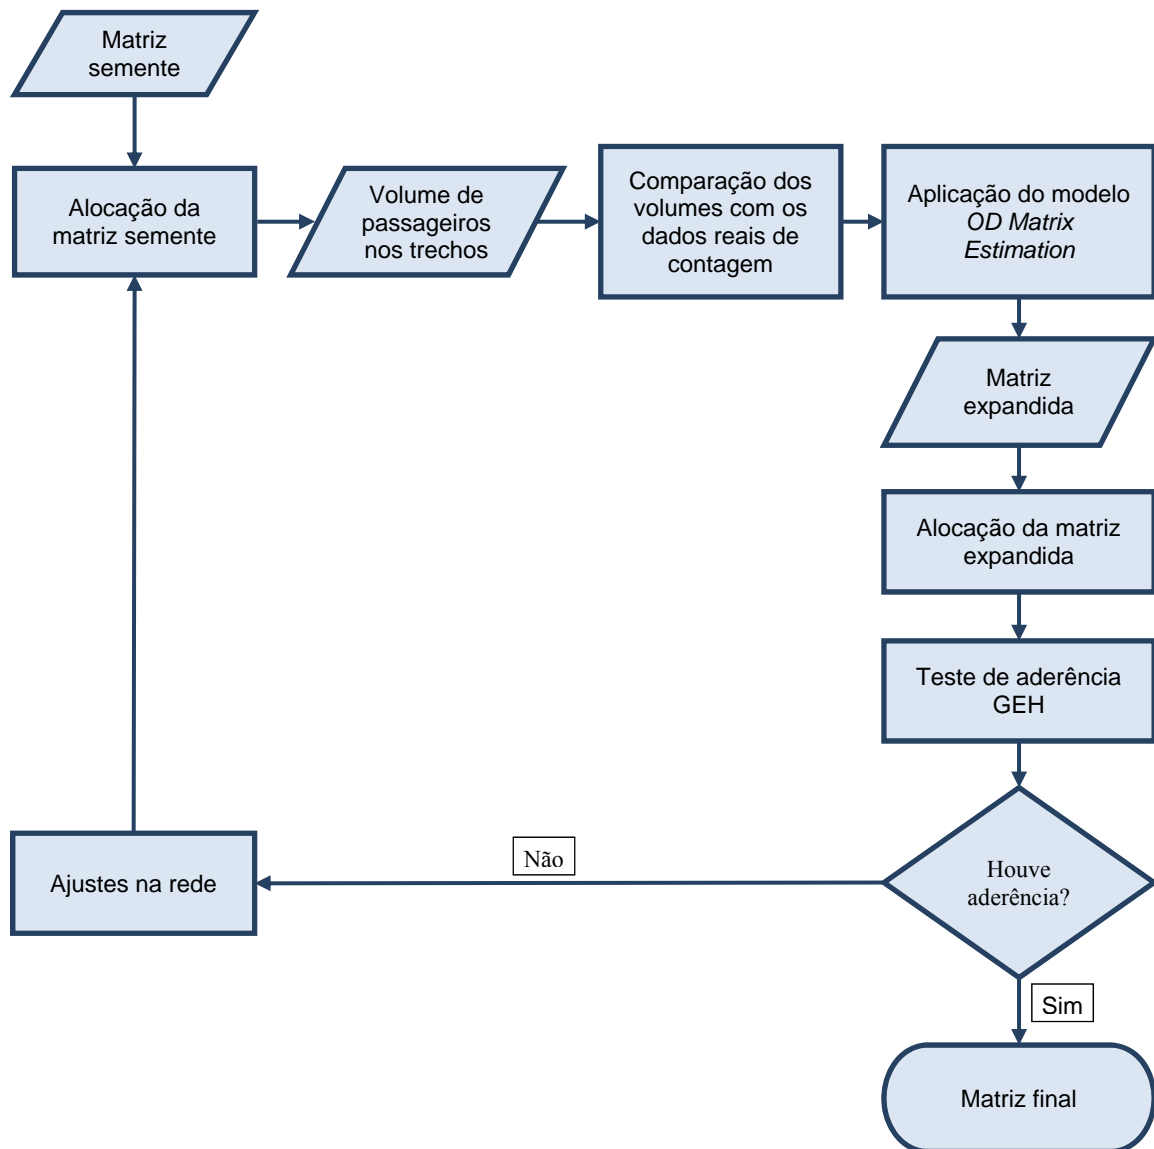 Matriz
semente
Alocação da
matriz semente
Volume de
passageiros
nos trechos
Comparação dos
volumes com os
dados reais de
contagem
Aplicação do modelo
OD Matrix
Estimation
Matriz
expandida
Alocação da matriz
expandida
Teste de aderência
GEH
Houve
aderência?
Não
Ajustes na rede
Sim
Matriz final